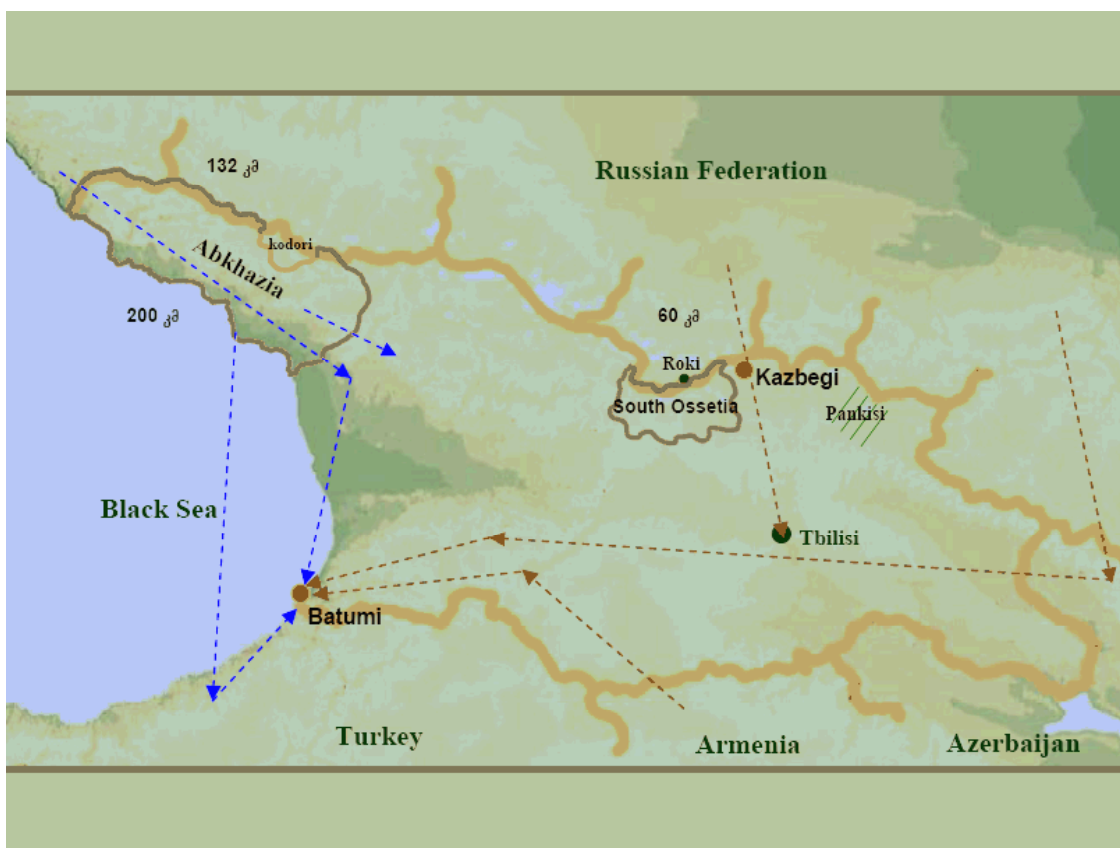 132 კმ
Russian Federation
kodori
Abkhazia
200 კმ
60 კმ
Roki
Kazbegi
South Ossetia
Pankisi
Black Sea
Tbilisi
Batumi
Turkey
Armenia
Azerbaijan